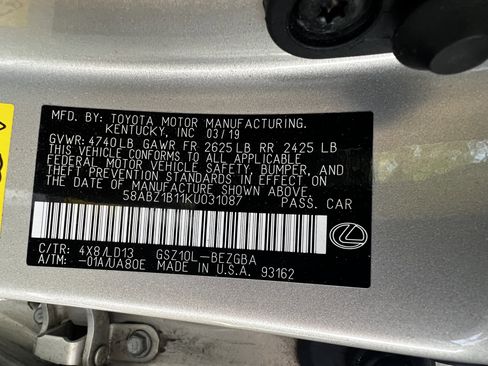 MFD. BY: TOYOTA MOTOR MANUFACTURING.
KENTUCKY, INC 03/19
GVWR: 4740LB GAWR FR 2625LB RR 2425 LB
THIS VEHICLE CONFORMS TO ALL APPLICABLE
FEDERAL MOTOR VEHICLE SAFETY, BUMPER, AND
THEFT PREVENTION STANDARDS IN EFFECT ON
THE DATE OF MANUFACTURE SHOWN ABOVE.
58ABZ1B11KU031087 PASS. CAR
C/TR: 4X8/LD13 GSZ10L-BEZGBA
A/TM: -01A/UA80E MADE IN U.S.A. 93162